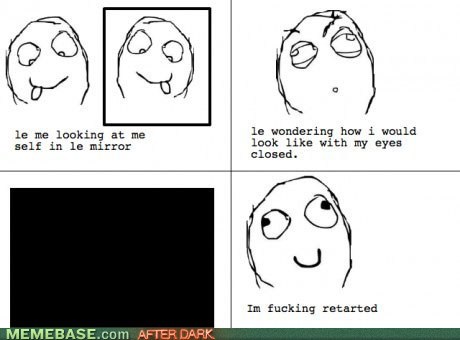 le me looking at me
self in le mirror
le wondering how i would
look like with my eyes
closed.
Im fucking retarted
MEMEBASE.com AFTER DARK